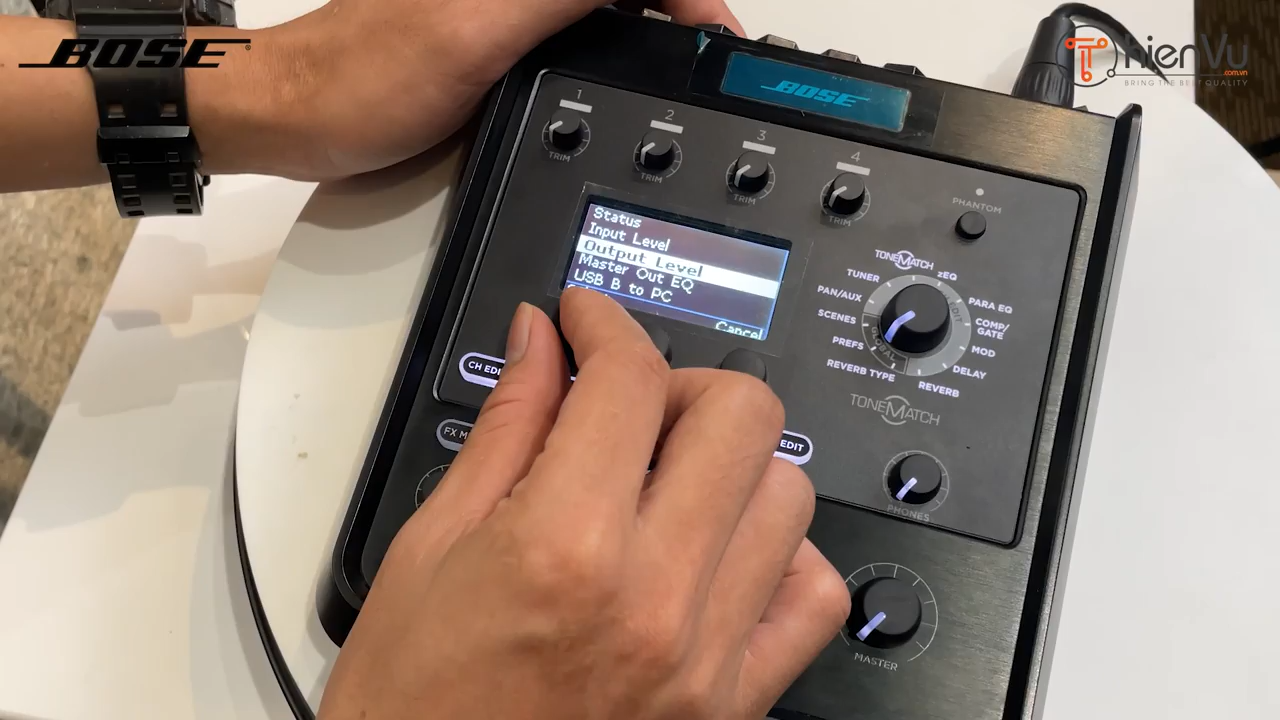 BOSE
ThienVu
.com.vn
BRING THE BEST QUALITY
BOSE
1
2
3
4
TRIM
TRIM
TRIM
TRIM
PHANTOM
Status
Input Level
Output Level
Master Out EQ
USB B to PC
Cancel
TONEMATCH
zEQ
TUNER
PARA EQ
PAN/AUX
COMP/
GATE
SCENES
MOD
PREFS
DELAY
REVERB TYPE
REVERB
EDIT
GLOBAL
TONEMATCH
CH EDI
FX M
EDIT
PHONES
MASTER